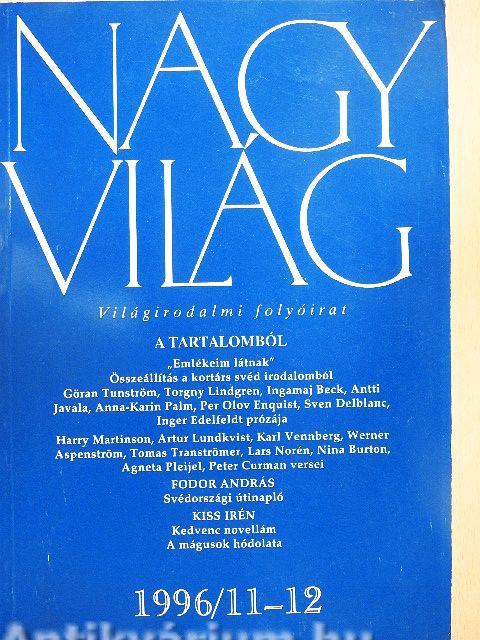 NAGY
VILÁG
Világirodalmi folyóirat
A TARTALOMBÓL
„Emlékeim látnak"
Összeállítás a kortárs svéd irodalomból
Göran Tunström, Torgny Lindgren, Ingamaj Beck, Antti
Javala, Anna-Karin Palm, Per Olov Enquist, Sven Delblanc,
Inger Edelfeldt prózája
Harry Martinson, Artur Lundkvist, Karl Vennberg, Werner
Aspenström, Tomas Tranströmer, Lars Norén, Nina Burton,
Agneta Pleijel, Peter Curman versei
FODOR ANDRÁS
Svédországi útinapló
KISS IRÉN
Kedvenc novellám
A mágusok hódolata
1996/11–12
Antikvárium.hu